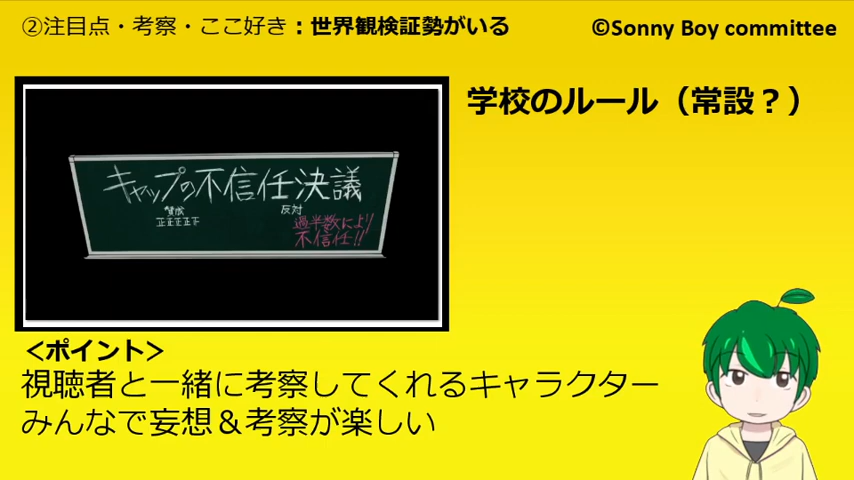 ②注目点・考察・ここ好き：世界観検証勢がいる
©Sonny Boy committee
学校のルール（常設？）
キャップの不信任決議
賛成
正正正正正
反対
過半数により
不信任!!
＜ポイント＞
視聴者と一緒に考察してくれるキャラクター
みんなで妄想＆考察が楽しい